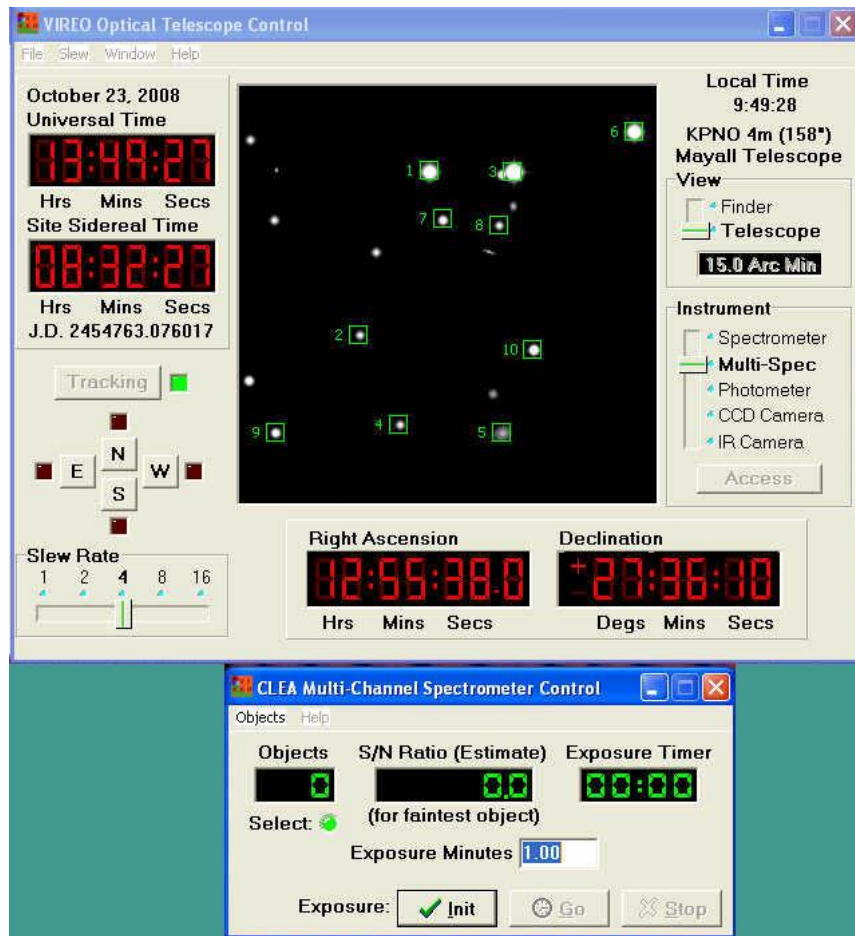 VIREO Optical Telescope Control
File Slew Window Help
October 23, 2008
Universal Time
13:49:27
Hrs Mins Secs
Site Sidereal Time
08:32:27
Hrs Mins Secs
J.D. 2454763.076017
Tracking
N
E W
S
Slew Rate
1 2 4 8 16
6
1 3
7 8
2
10
9 4 5
Local Time
9:49:28
KPNO 4m (158")
Mayall Telescope
View
Finder
Telescope
15.0 Arc Min
Instrument
Spectrometer
Multi-Spec
Photometer
CCD Camera
IR Camera
Access
Right Ascension
12:55:38.0
Hrs Mins Secs
Declination
+27:36:10
Degs Mins Secs
CLEA Multi-Channel Spectrometer Control
Objects Help
Objects S/N Ratio (Estimate) Exposure Timer
0 0.0 00:00
Select: (for faintest object)
Exposure Minutes 1.00
Exposure: Init Go Stop